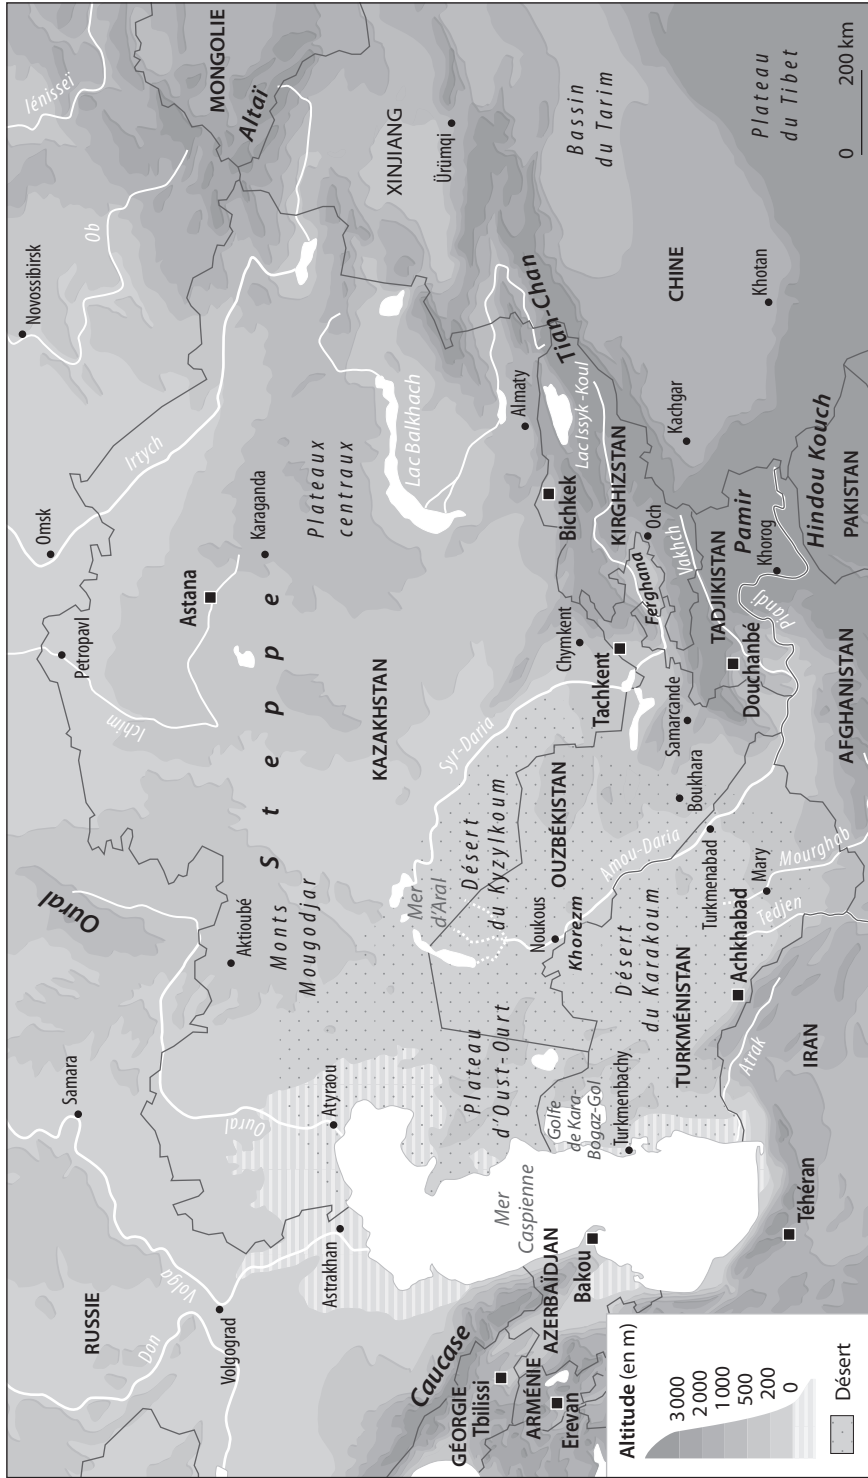 Iénisseï
MONGOLIE
Altaï
Ob
Novossibirsk
XINJIANG
Ürümqi
Bassin
du Tarim
Plateau
du Tibet
0 200 km
CHINE
Khotan
Kachgar
Tian-Chan
Omsk
Irtych
Karaganda
Plateaux
centraux
Lac Balkhach
Almaty
Lac Issyk-Koul
Bichkek
KIRGHIZSTAN
Och
Ferghana
Vakhch
TADJIKISTAN
Pamir
Khorog
Hindou Kouch
PAKISTAN
Piandj
Douchanbé
AFGHANISTAN
Petropavl
Ichim
Astana
Steppe
KAZAKHSTAN
Chymkent
Tachkent
Samarcande
Boukhara
Syr-Daria
Désert
du Kyzylkoum
OUZBÉKISTAN
Amou-Daria
Turkmenabad
Mary
Mourghab
Tedjen
Achkhabad
Oural
Aktioubé
Monts
Mougodjar
Mer
d'Aral
Noukous
Khorezm
Désert
du Karakoum
TURKMÉNISTAN
Atrak
IRAN
Samara
Oural
Atyraou
Plateau
d'Oust-Ourt
Golfe
de Kara-
Bogaz-Gol
Turkmenbachy
Mer
Caspienne
Téhéran
RUSSIE
Volga
Don
Volgograd
Astrakhan
Caucase
GÉORGIE
Tbilissi
ARMÉNIE
Erevan
AZERBAÏDJAN
Bakou
Altitude (en m)
3 000
2 000
1 000
500
200
0
Désert